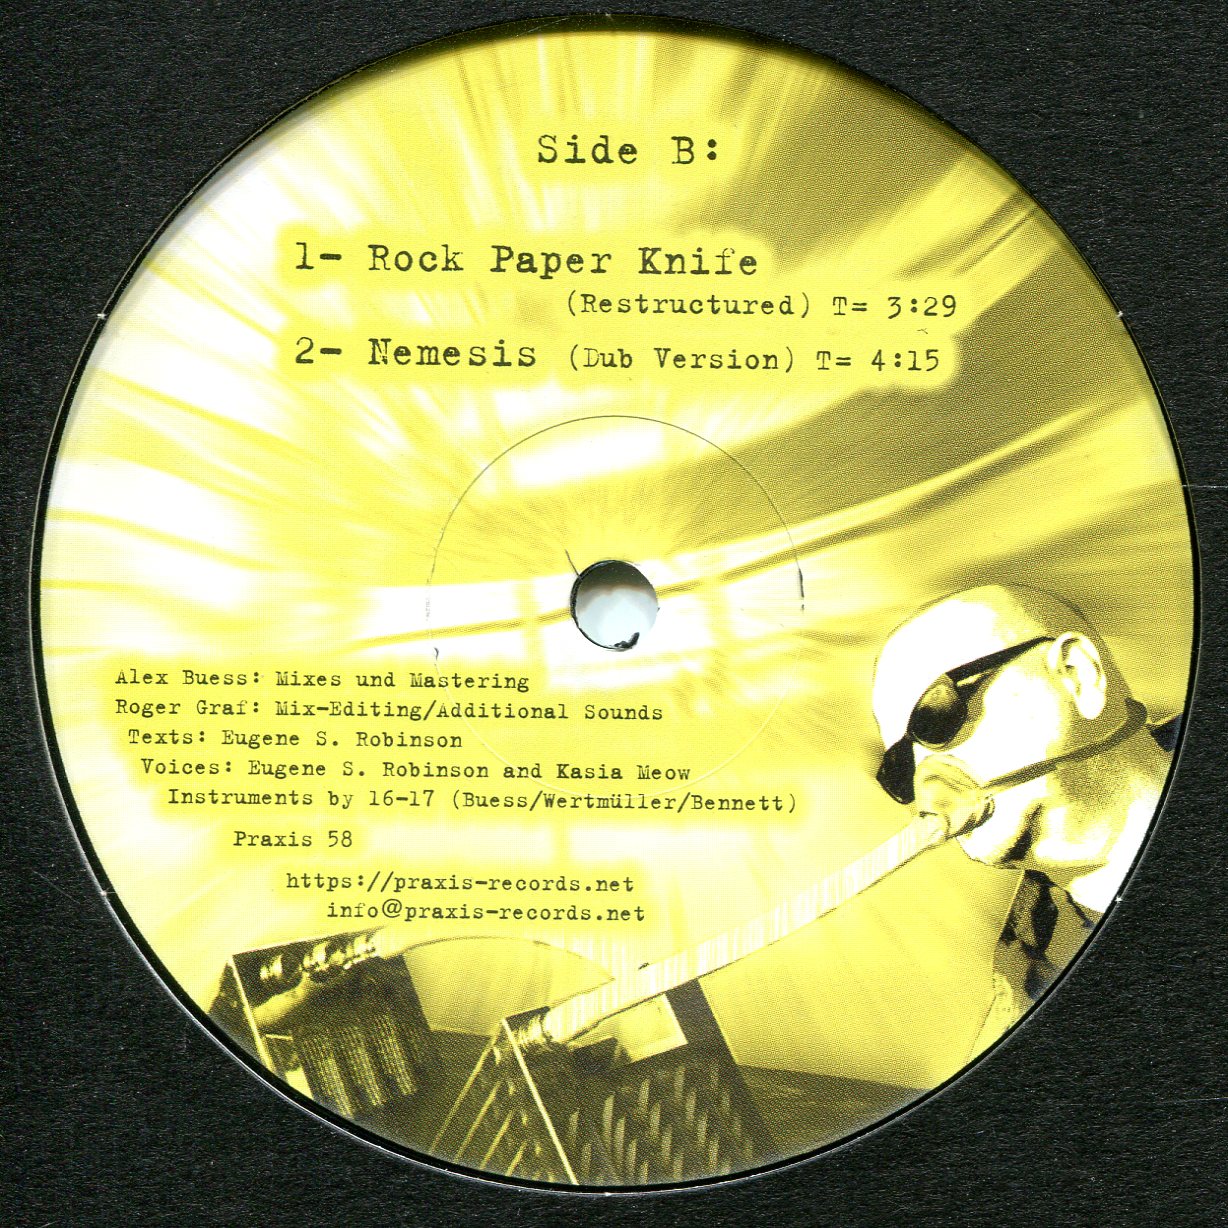 Side B:
1- Rock Paper Knife
(Restructured) T= 3:29
2- Nemesis (Dub Version) T= 4:15
Alex Buess: Mixes und Mastering
Roger Graf: Mix-Editing/Additional Sounds
Texts: Eugene S. Robinson
Voices: Eugene S. Robinson and Kasia Meow
Instruments by 16-17 (Buess/Wertmüller/Bennett)
Praxis 58
https://praxis-records.net
info@praxis-records.net